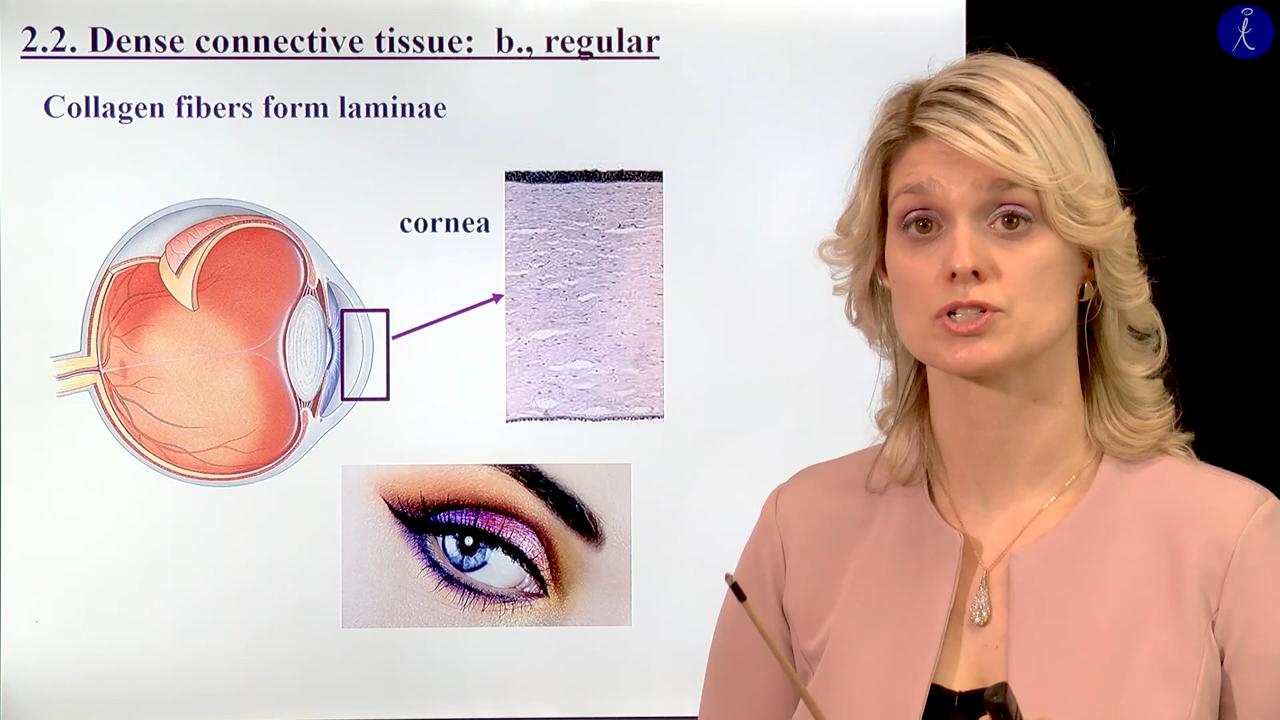 2.2. Dense connective tissue:  b., regular
Collagen fibers form laminae
cornea